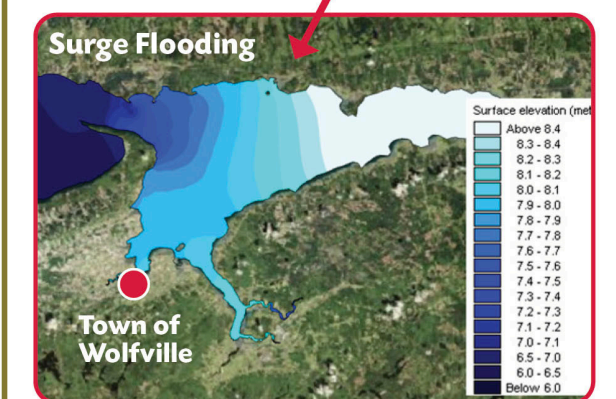 Surge Flooding
Surface elevation (met
Above 8.4
8.3 - 8.4
8.2 - 8.3
8.1 - 8.2
8.0 - 8.1
7.9 - 8.0
7.8 - 7.9
7.7 - 7.8
7.6 - 7.7
7.5 - 7.6
7.4 - 7.5
7.3 - 7.4
7.2 - 7.3
7.1 - 7.2
7.0 - 7.1
6.5 - 7.0
6.0 - 6.5
Below 6.0
Town of
Wolfville